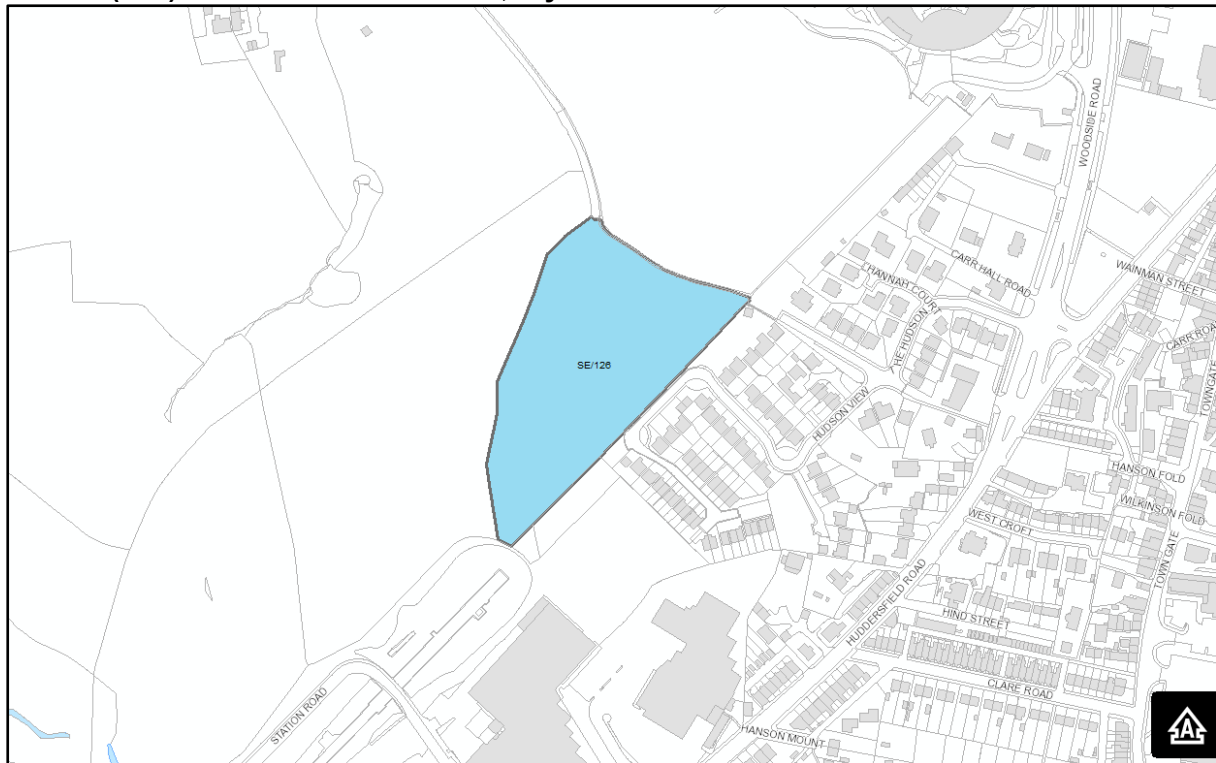 WOODSIDE ROAD
CARR HALL ROAD
WAINMAN STREET
HANNAH COURT
THE HUDSON
CARR ROAD
TOWNGATE
SE/126
HUDSON VIEW
HANSON FOLD
WILKINSON FOLD
WEST CROFT
TOWN GATE
HUDDERSFIELD ROAD
HIND STREET
CLARE ROAD
STATION ROAD
HANSON MOUNT
A